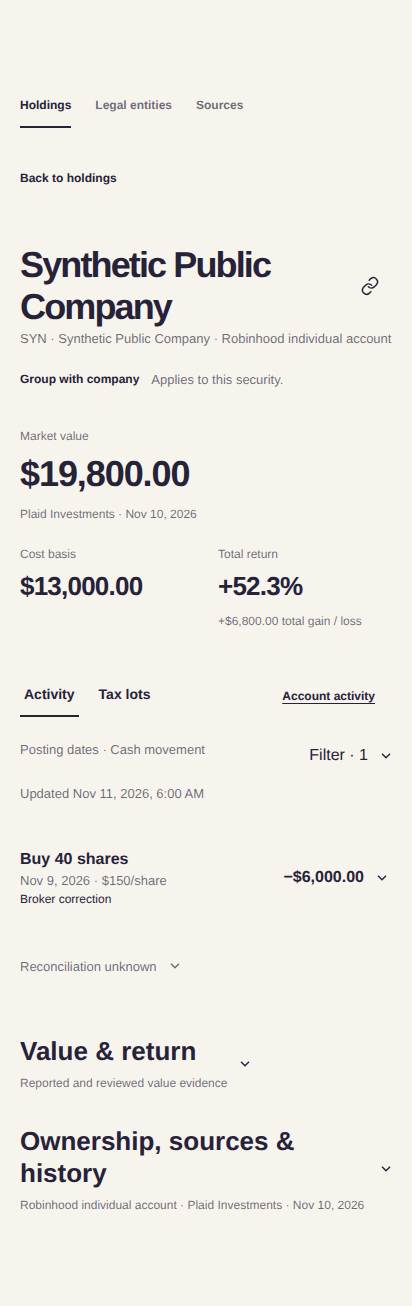 Holdings Legal entities Sources
Back to holdings
Synthetic Public
Company
SYN · Synthetic Public Company · Robinhood individual account
Group with company Applies to this security.
Market value
$19,800.00
Plaid Investments · Nov 10, 2026
Cost basis Total return
$13,000.00 +52.3%
+$6,800.00 total gain / loss
Activity Tax lots Account activity
Posting dates · Cash movement Filter · 1
Updated Nov 11, 2026, 6:00 AM
Buy 40 shares
Nov 9, 2026 · $150/share −$6,000.00
Broker correction
Reconciliation unknown
Value & return
Reported and reviewed value evidence
Ownership, sources &
history
Robinhood individual account · Plaid Investments · Nov 10, 2026